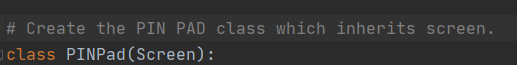 # Create the PIN PAD class which inherits screen.
class PINPad(Screen):